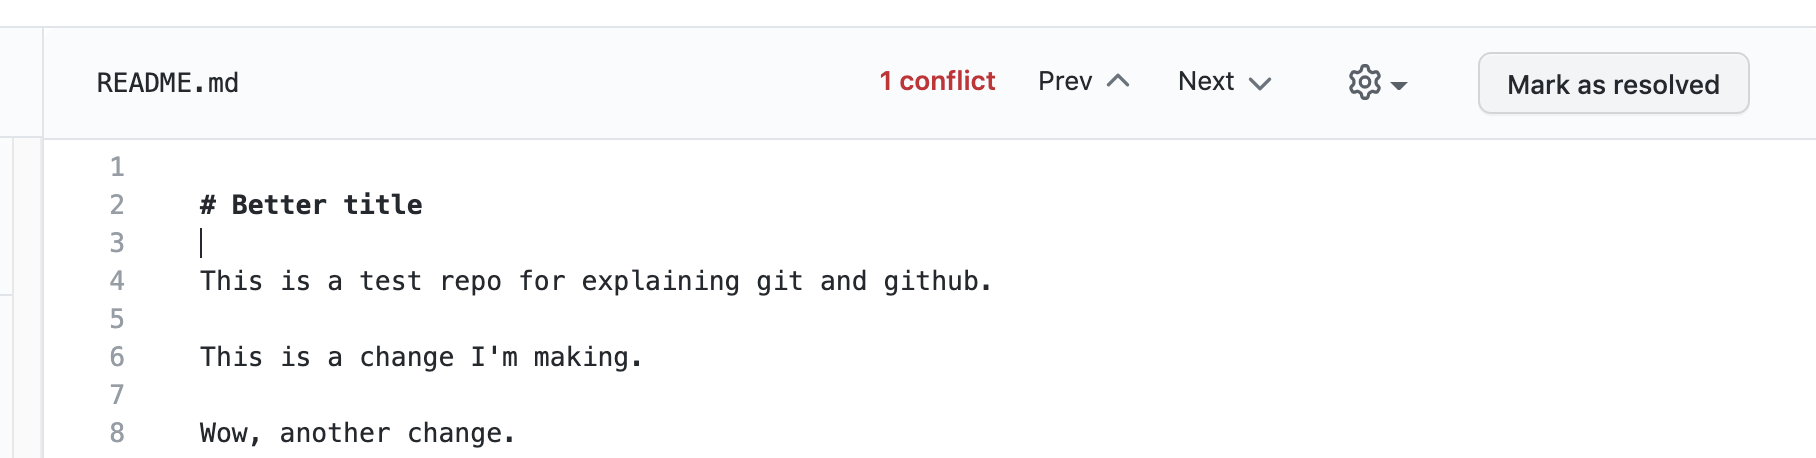 README.md 1 conflict Prev Next Mark as resolved
1
2 # Better title
3
4 This is a test repo for explaining git and github.
5
6 This is a change I'm making.
7
8 Wow, another change.